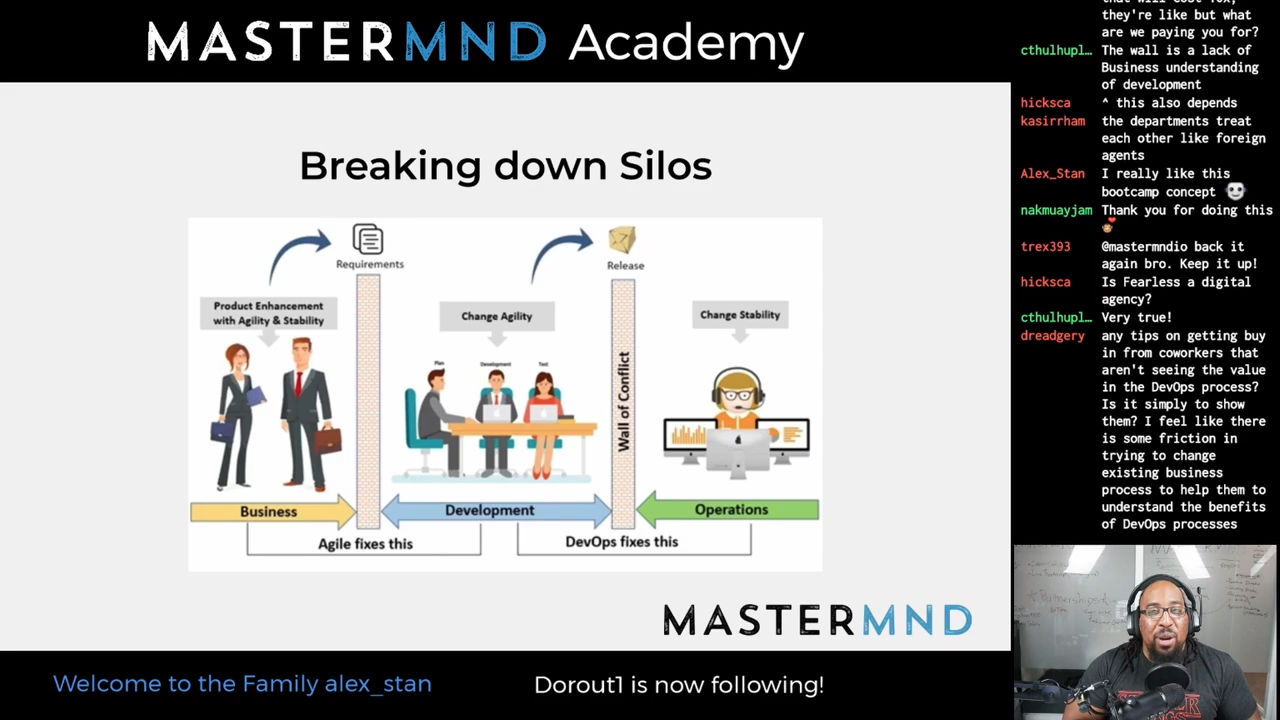 MASTERMND Academy
Breaking down Silos
Requirements
Release
Product Enhancement
with Agility & Stability
Change Agility
Change Stability
Plan
Development
Test
Wall of Conflict
Business
Development
Operations
Agile fixes this
DevOps fixes this
MASTERMND
Welcome to the Family alex_stan
Dorout1 is now following!
they're like but what
are we paying you for?
cthulhupl… The wall is a lack of
Business understanding
of development
hicksca ^ this also depends
kasirrham the departments treat
each other like foreign
agents
Alex_Stan I really like this
bootcamp concept
nakmuayjam Thank you for doing this
trex393 @mastermndio back it
again bro. Keep it up!
hicksca Is Fearless a digital
agency?
cthulhupl… Very true!
dreadgery any tips on getting buy
in from coworkers that
aren't seeing the value
in the DevOps process?
Is it simply to show
them? I feel like there
is some friction in
trying to change
existing business
process to help them to
understand the benefits
of DevOps processes